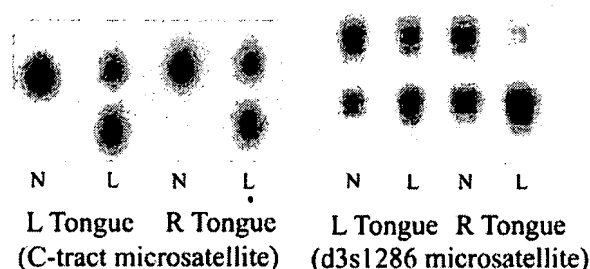 N L N L
L Tongue R Tongue
(C-tract microsatellite)
N L N L
L Tongue R Tongue
(d3s1286 microsatellite)